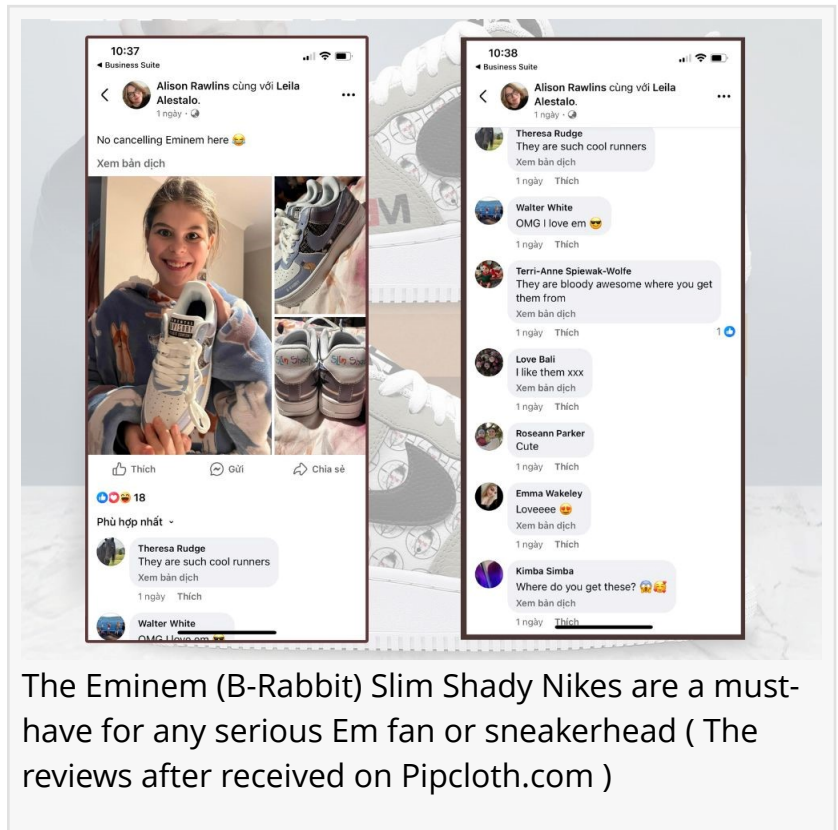 10:37
◀ Business Suite
Alison Rawlins cùng với Leila
Alestalo.
1 ngày ·
No cancelling Eminem here 😂
Xem bản dịch
Slim Shady
Slim Shady
Thích
Gửi
Chia sẻ
18
Phù hợp nhất
Theresa Rudge
They are such cool runners
Xem bản dịch
1 ngày Thích
Walter White
OMG I love em 😎
10:38
◀ Business Suite
Alison Rawlins cùng với Leila
Alestalo.
1 ngày ·
Theresa Rudge
They are such cool runners
Xem bản dịch
1 ngày Thích
Walter White
OMG I love em 😎
1 ngày Thích
Terri-Anne Spiewak-Wolfe
They are bloody awesome where you get
them from
Xem bản dịch
1 ngày Thích
1
Love Bali
I like them xxx
Xem bản dịch
1 ngày Thích
Roseann Parker
Cute
1 ngày Thích
Emma Wakeley
Loveeee 😍
Xem bản dịch
1 ngày Thích
Kimba Simba
Where do you get these? 😱🥰
Xem bản dịch
1 ngày Thích
The Eminem (B-Rabbit) Slim Shady Nikes are a must-
have for any serious Em fan or sneakerhead ( The
reviews after received on Pipcloth.com )